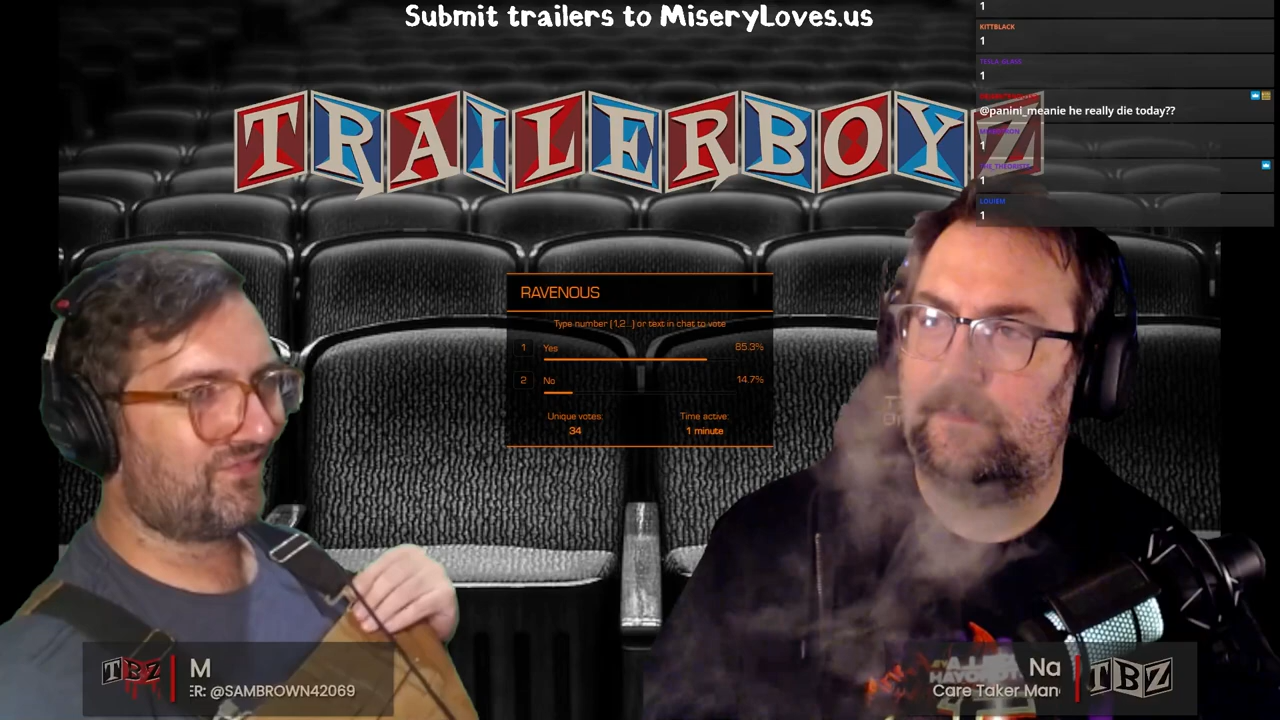 Submit trailers to MiseryLoves.us
1
KITTBLACK
1
TESLA_GLASS
1
@panini_meanie he really die today??
1
1
LOUIEM
1
TRAILERBOYZ
RAVENOUS
Type number (1,2...) or text in chat to vote
1 Yes 85.3%
2 No 14.7%
Unique votes: Time active:
34 1 minute
TBZ M
ER: @SAMBROWN42069
Na TBZ
Care Taker Man